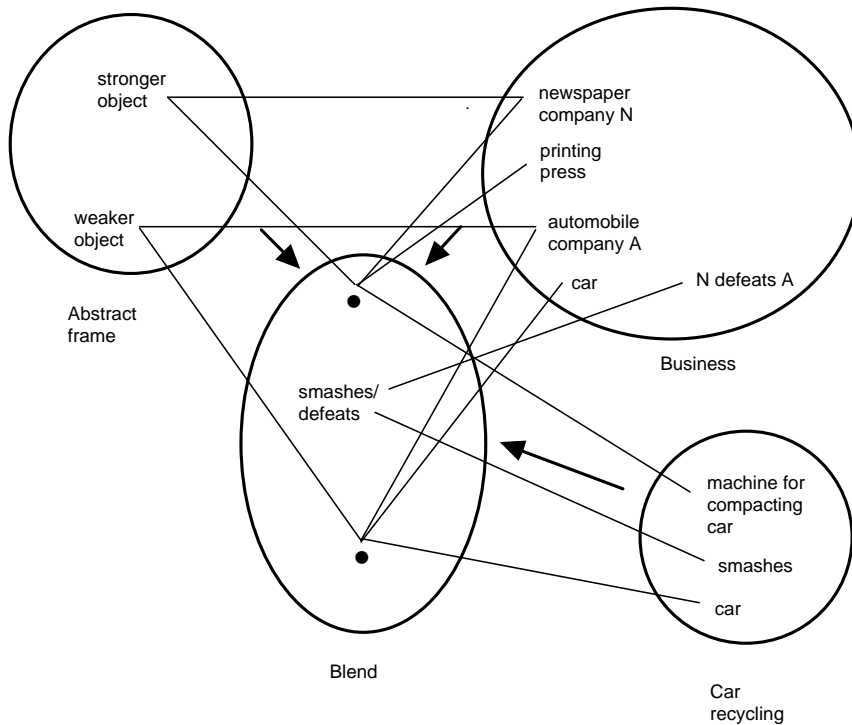 stronger
object
weaker
object
Abstract
frame
newspaper
company N
printing
press
automobile
company A
car
N defeats A
Business
smashes/
defeats
Blend
machine for
compacting
car
smashes
car
Car
recycling